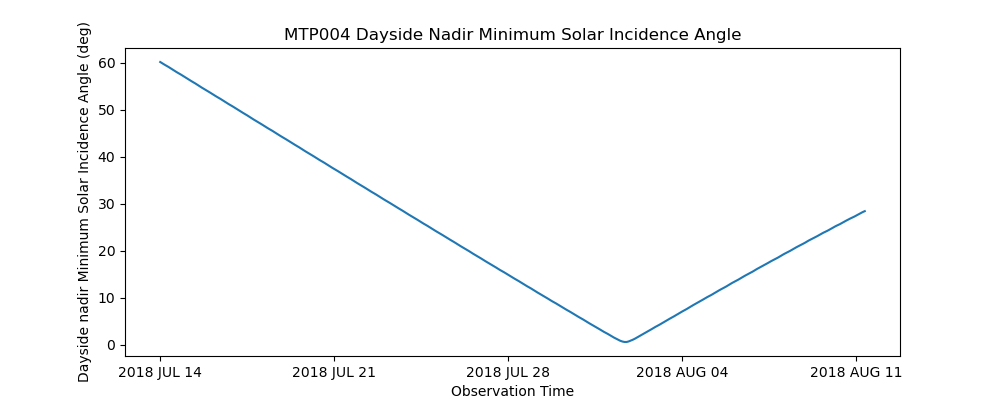 MTP004 Dayside Nadir Minimum Solar Incidence Angle
Dayside nadir Minimum Solar Incidence Angle (deg)
60
50
40
30
20
10
0
2018 JUL 14
2018 JUL 21
2018 JUL 28
2018 AUG 04
2018 AUG 11
Observation Time